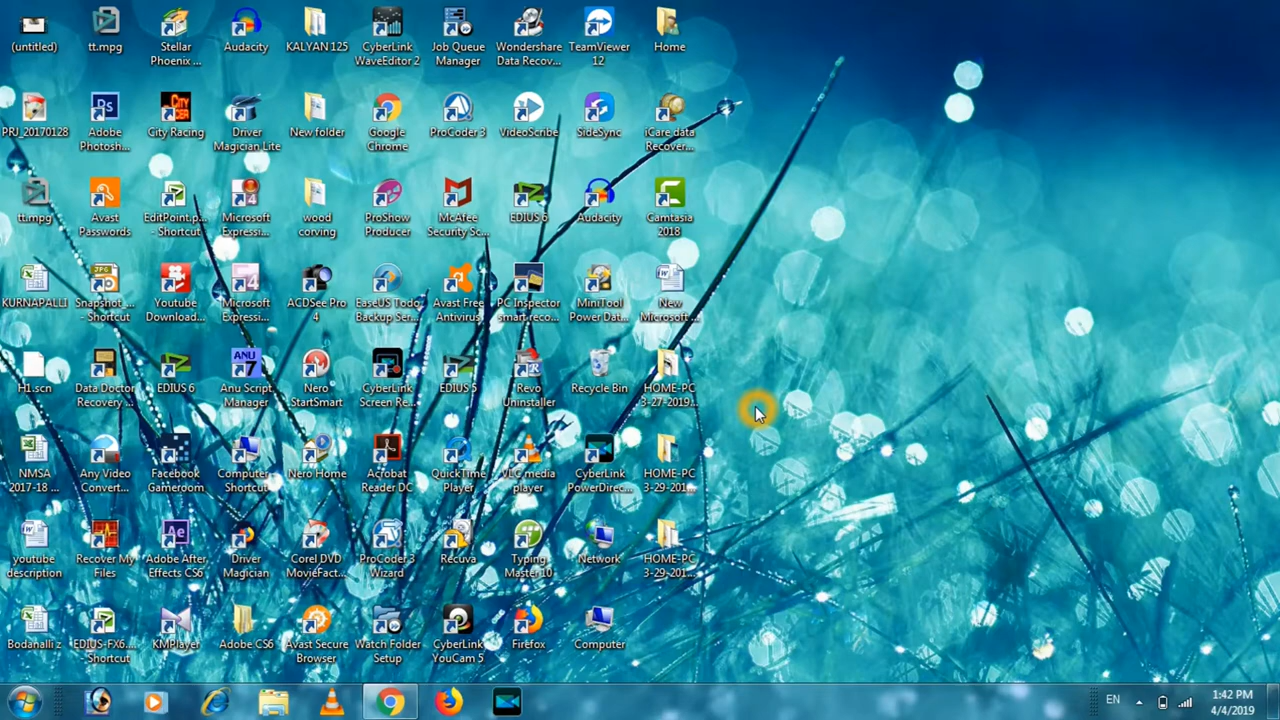 (untitled)
tt.mpg
Stellar
Phoenix ...
Audacity
KALYAN 125
CyberLink
WaveEditor 2
Job Queue
Manager
Wondershare
Data Recov...
TeamViewer
12
Home
PRJ_20170128
Adobe
Photosh...
City Racing
Driver
Magician Lite
New folder
Google
Chrome
ProCoder 3
VideoScribe
SideSync
iCare data
Recover...
tt.mpg
Avast
Passwords
EditPoint.p...
- Shortcut
Microsoft
Expressi...
wood
corving
ProShow
Producer
McAfee
Security Sc...
EDIUS 6
Audacity
Camtasia
2018
KURNAPALLI
Snapshot_...
- Shortcut
Youtube
Download...
Microsoft
Expressi...
ACDSee Pro
4
EaseUS Todo
Backup Ser...
Avast Free
Antivirus
PC Inspector
smart reco...
MiniTool
Power Dat...
New
Microsoft ...
H1.scn
Data Doctor
Recovery ...
EDIUS 6
Anu Script
Manager
Nero
StartSmart
CyberLink
Screen Re...
EDIUS 5
Revo
Uninstaller
Recycle Bin
HOME-PC
3-27-2019...
NMSA
2017-18 ...
Any Video
Convert...
Facebook
Gameroom
Computer -
Shortcut
Nero Home
Acrobat
Reader DC
QuickTime
Player
VLC media
player
CyberLink
PowerDirec...
HOME-PC
3-29-201...
youtube
description
Recover My
Files
Adobe After
Effects CS6
Driver
Magician
Corel DVD
MovieFact...
ProCoder 3
Wizard
Recuva
Typing
Master 10
Network
HOME-PC
3-29-201...
Bodanalli z
EDIUS-FX6....
Shortcut
KMPlayer
Adobe CS6
Avast Secure
Browser
Watch Folder
Setup
CyberLink
YouCam 5
Firefox
Computer
EN
1:42 PM
4/4/2019